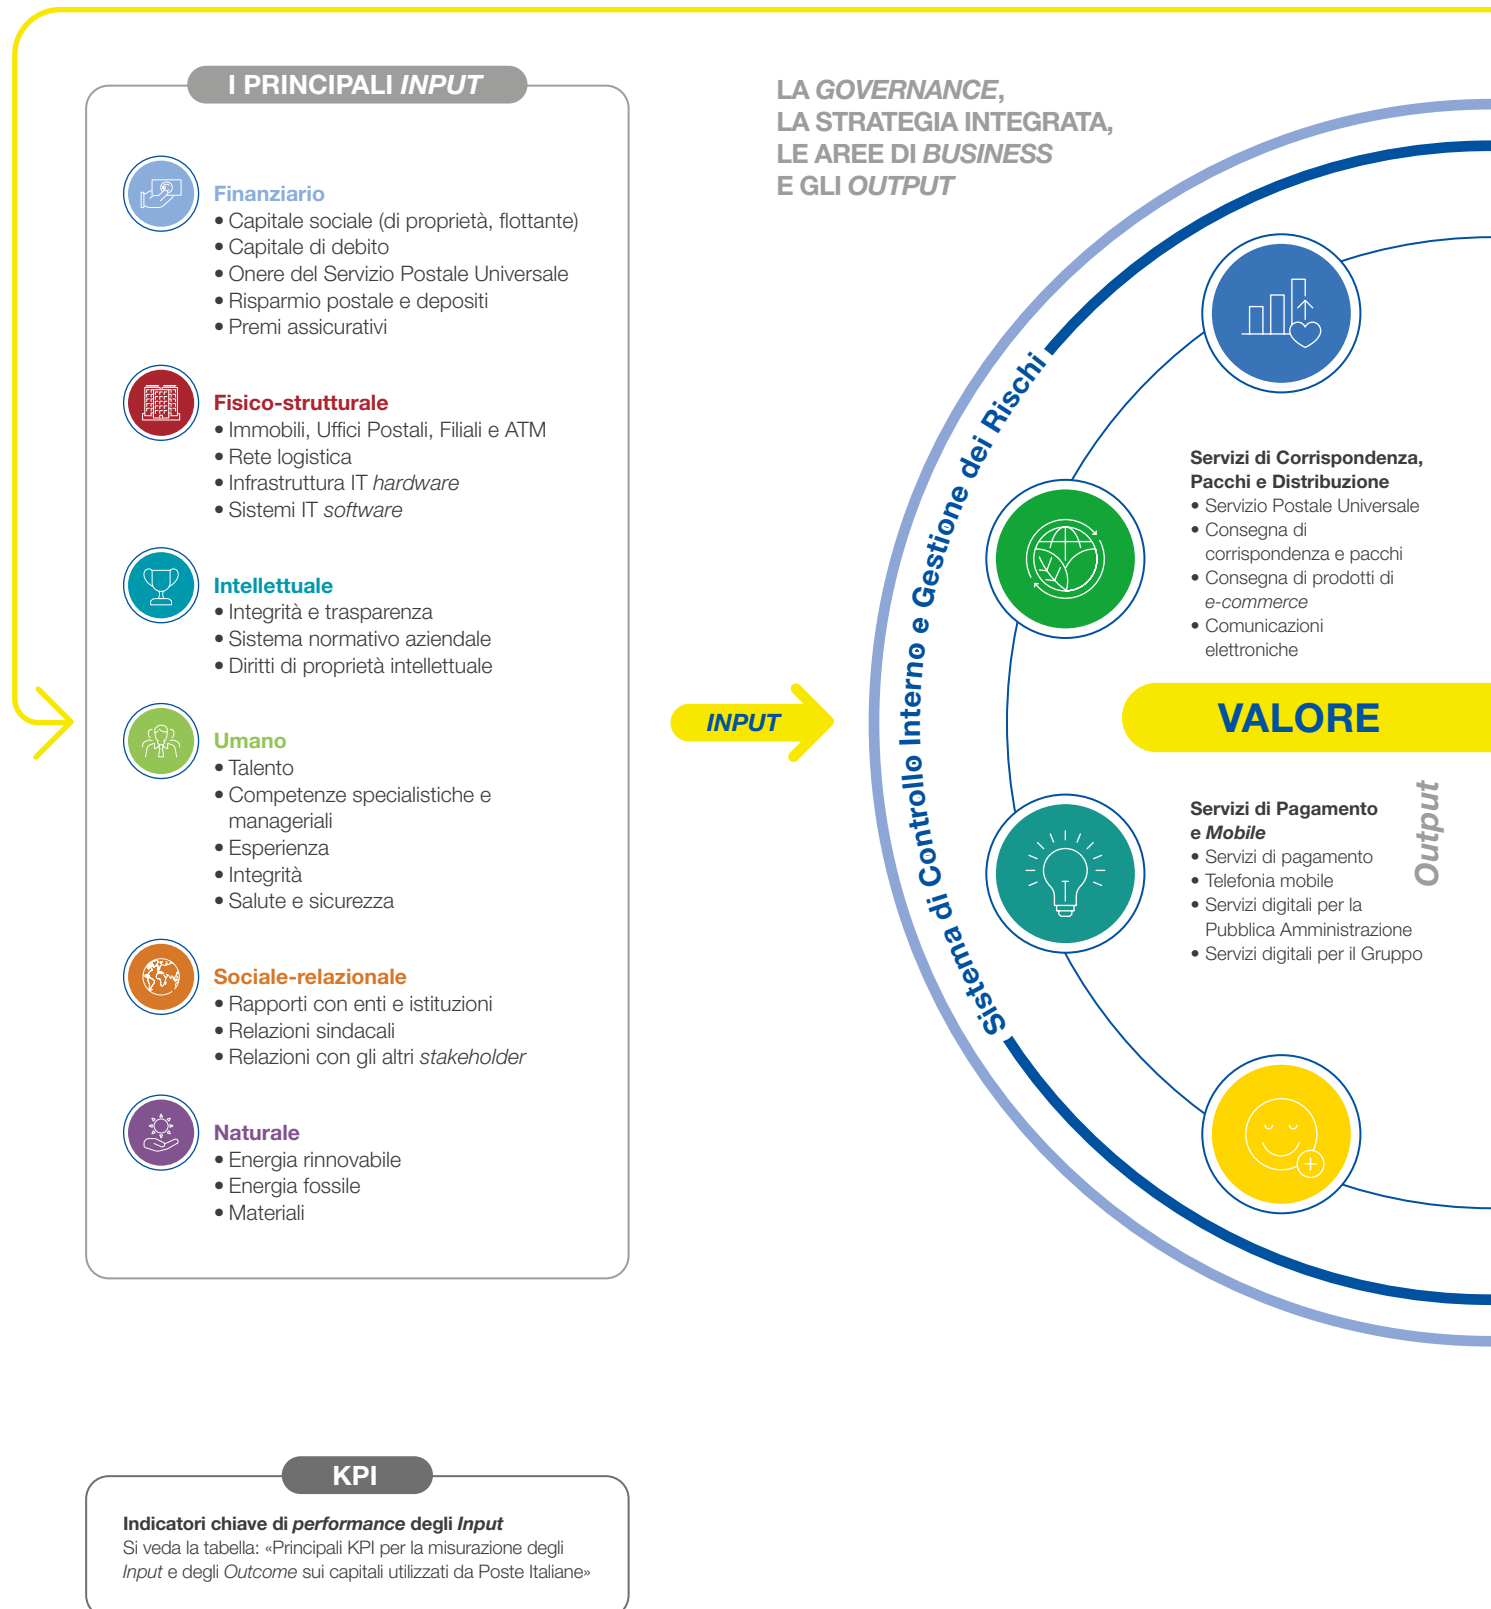 I PRINCIPALI INPUT
Finanziario
• Capitale sociale (di proprietà, flottante)
• Capitale di debito
• Onere del Servizio Postale Universale
• Risparmio postale e depositi
• Premi assicurativi
Fisico-strutturale
• Immobili, Uffici Postali, Filiali e ATM
• Rete logistica
• Infrastruttura IT hardware
• Sistemi IT software
Intellettuale
• Integrità e trasparenza
• Sistema normativo aziendale
• Diritti di proprietà intellettuale
Umano
• Talento
• Competenze specialistiche e
manageriali
• Esperienza
• Integrità
• Salute e sicurezza
Sociale-relazionale
• Rapporti con enti e istituzioni
• Relazioni sindacali
• Relazioni con gli altri stakeholder
Naturale
• Energia rinnovabile
• Energia fossile
• Materiali
INPUT
LA GOVERNANCE,
LA STRATEGIA INTEGRATA,
LE AREE DI BUSINESS
E GLI OUTPUT
Sistema di Controllo Interno e Gestione dei Rischi
Servizi di Corrispondenza,
Pacchi e Distribuzione
• Servizio Postale Universale
• Consegna di
corrispondenza e pacchi
• Consegna di prodotti di
e-commerce
• Comunicazioni
elettroniche
VALORE
Servizi di Pagamento
e Mobile
• Servizi di pagamento
• Telefonia mobile
• Servizi digitali per la
Pubblica Amministrazione
• Servizi digitali per il Gruppo
Output
KPI
Indicatori chiave di performance degli Input
Si veda la tabella: «Principali KPI per la misurazione degli
Input e degli Outcome sui capitali utilizzati da Poste Italiane»